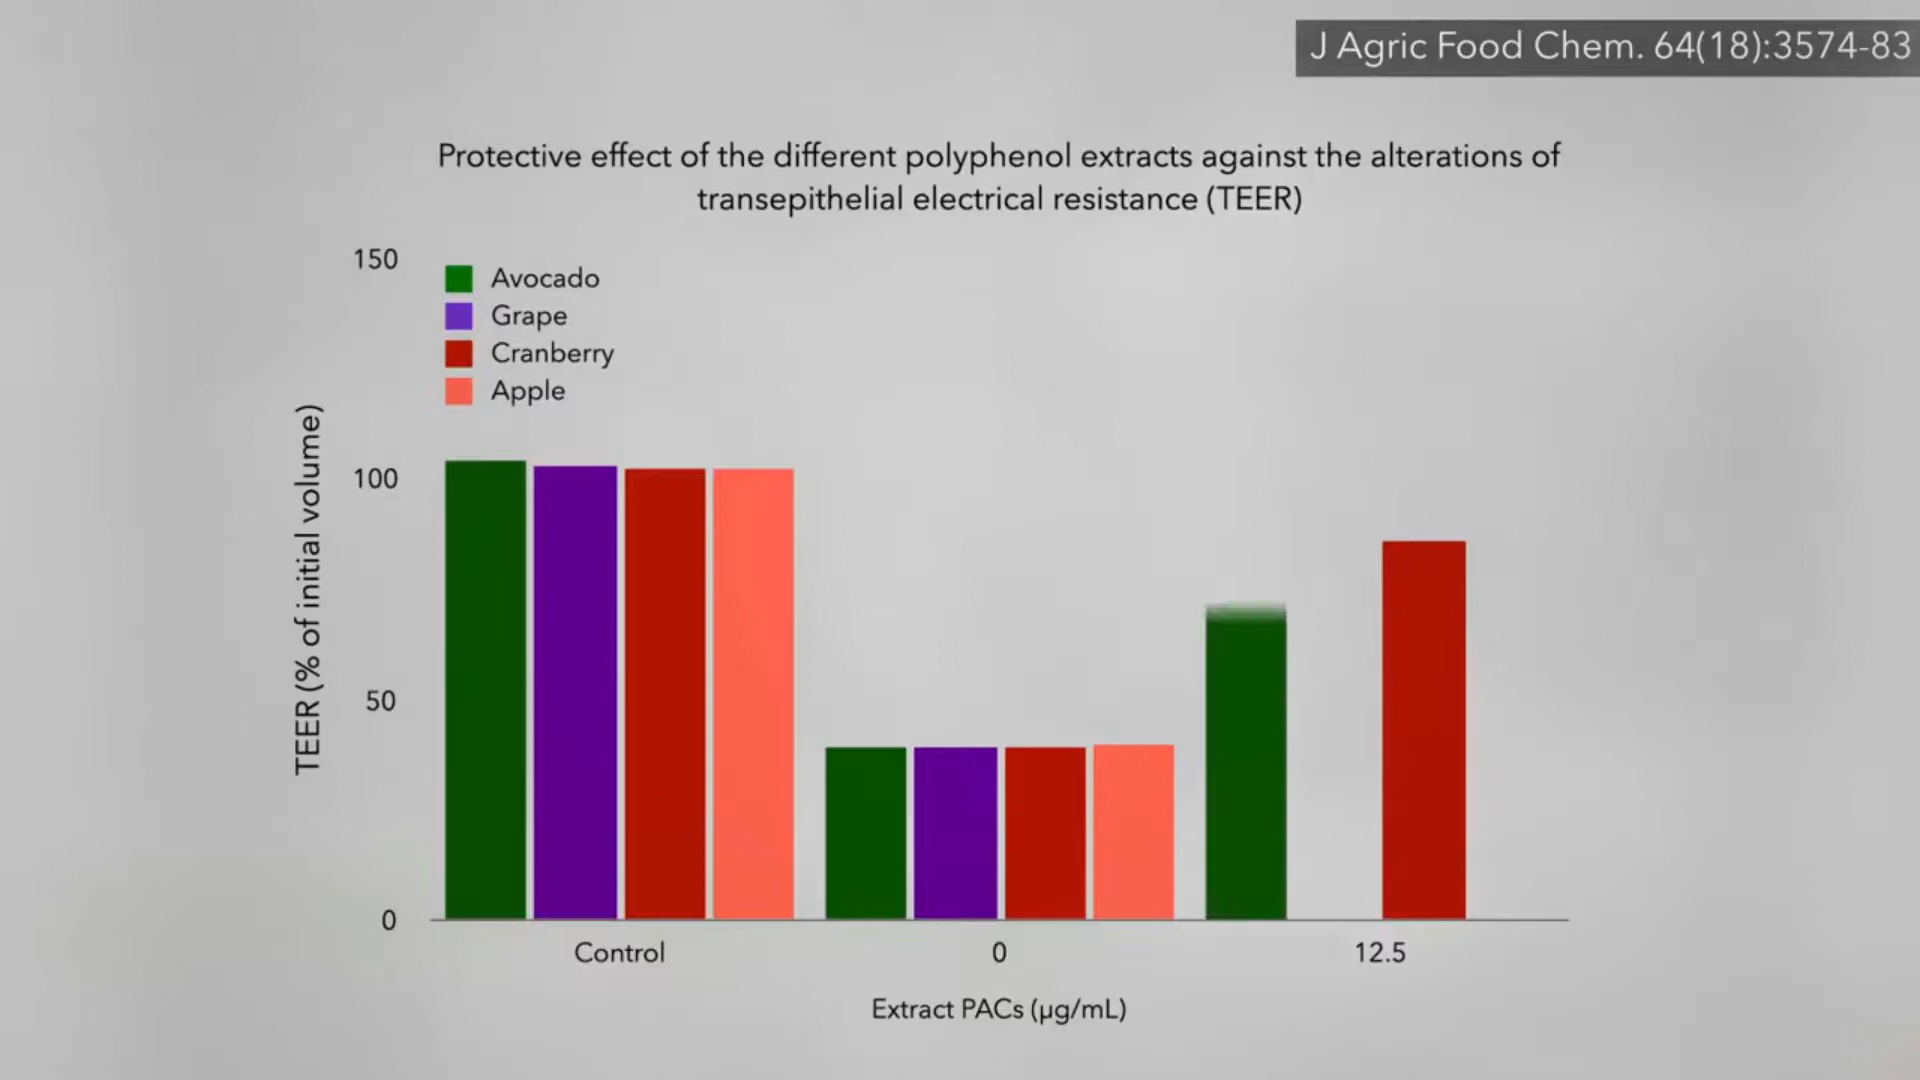 J Agric Food Chem. 64(18):3574-83
Protective effect of the different polyphenol extracts against the alterations of
transepithelial electrical resistance (TEER)
150
Avocado
Grape
Cranberry
Apple
TEER (% of initial volume)
100
50
0
Control
0
12.5
Extract PACs (µg/mL)